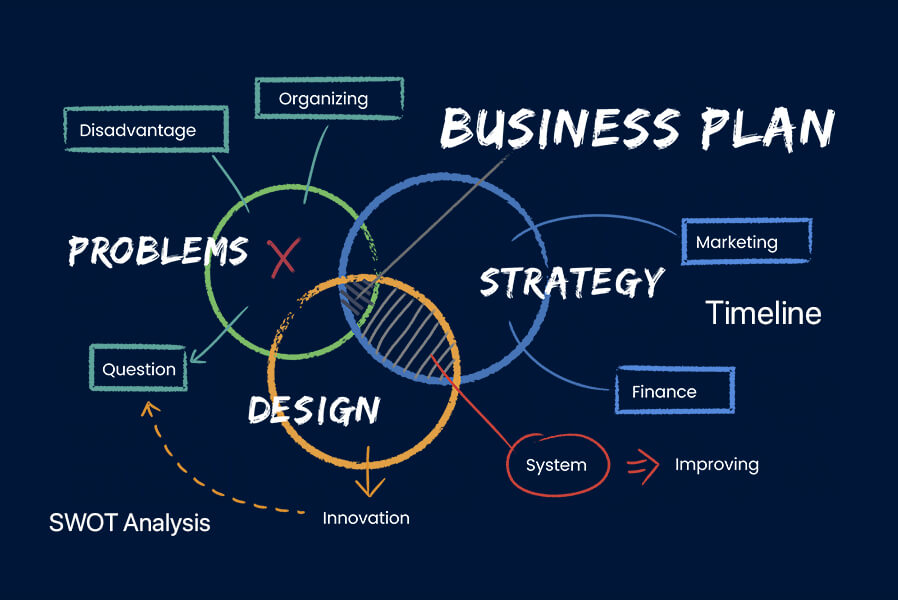 Organizing
Disadvantage
BUSINESS PLAN
PROBLEMS
X
Marketing
STRATEGY
Timeline
Question
Finance
DESIGN
System
Improving
Innovation
SWOT Analysis